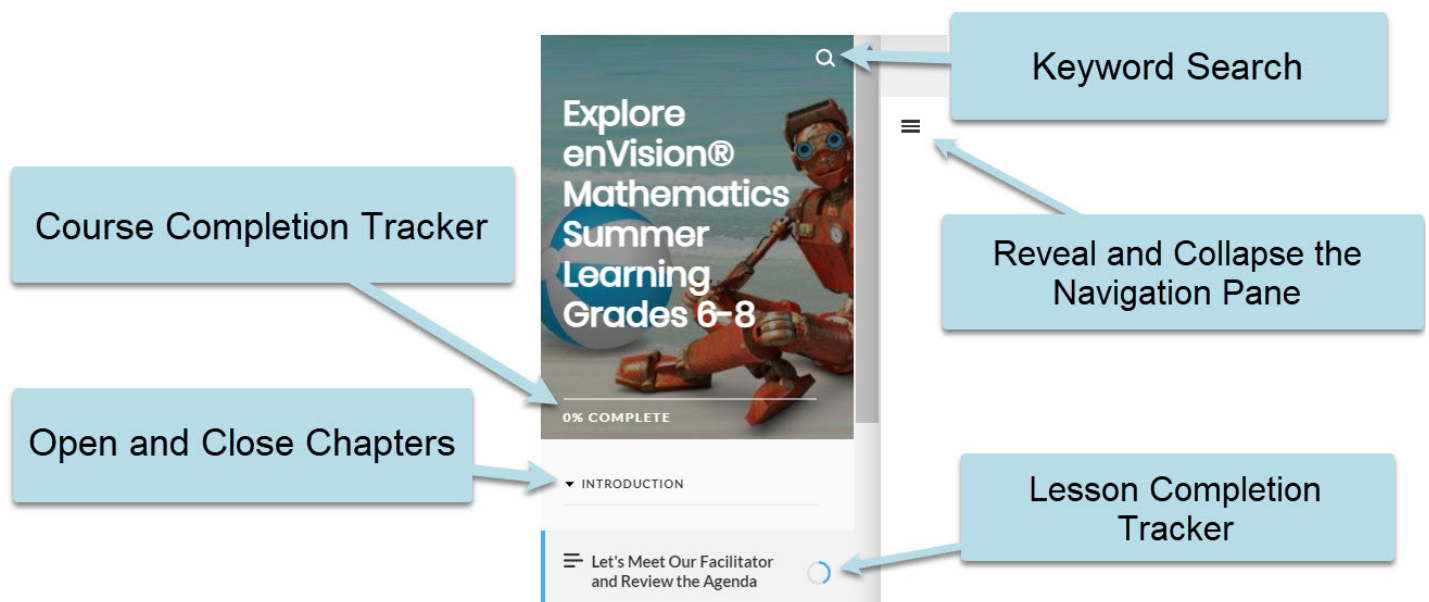 Keyword Search
Explore
enVision®
Mathematics
Summer
Learning
Grades 6-8
Course Completion Tracker
Reveal and Collapse the
Navigation Pane
0% COMPLETE
Open and Close Chapters
INTRODUCTION
Lesson Completion
Tracker
Let's Meet Our Facilitator
and Review the Agenda